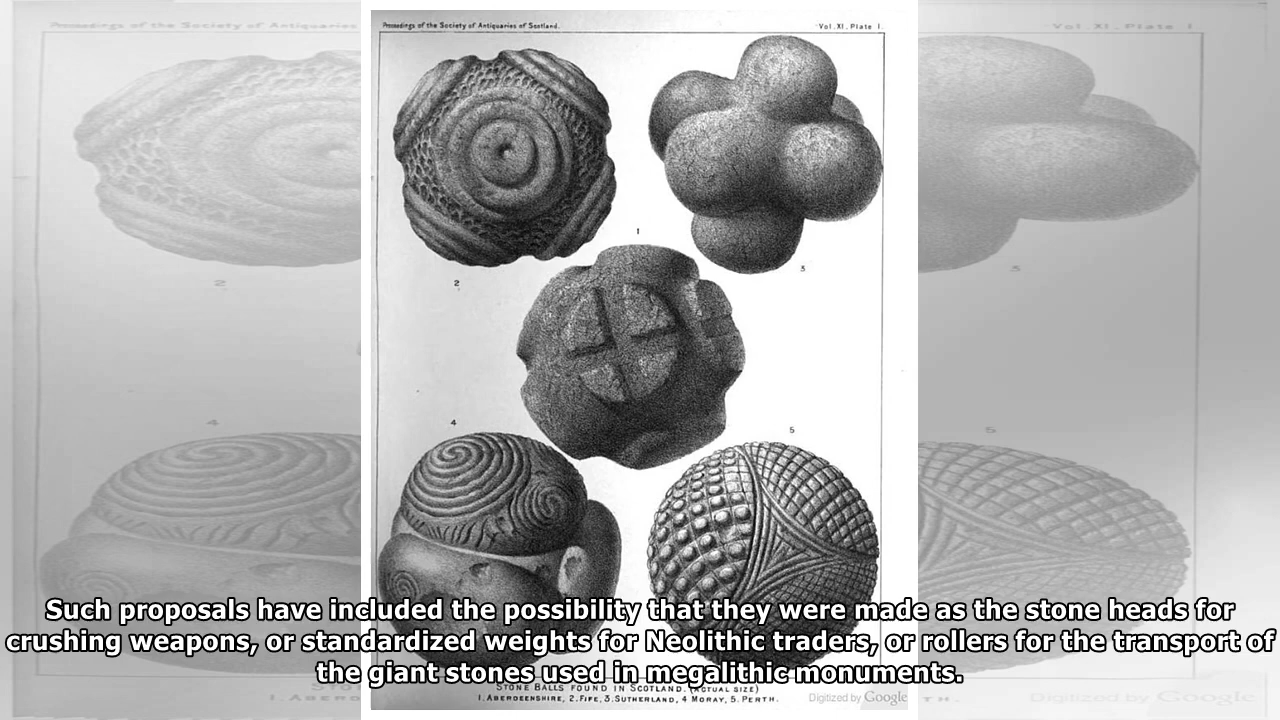 Proceedings of the Society of Antiquaries of Scotland.
Vol. XI. Plate 1.
1
2
3
4
5
Such proposals have included the possibility that they were made as the stone heads for
crushing weapons, or standardized weights for Neolithic traders, or rollers for the transport of
the giant stones used in megalithic monuments.
STONE BALLS FOUND IN SCOTLAND. (ACTUAL SIZE)
1. ABERDEENSHIRE, 2. FIFE, 3. SUTHERLAND, 4 MORAY, 5. PERTH.
Digitized by Google